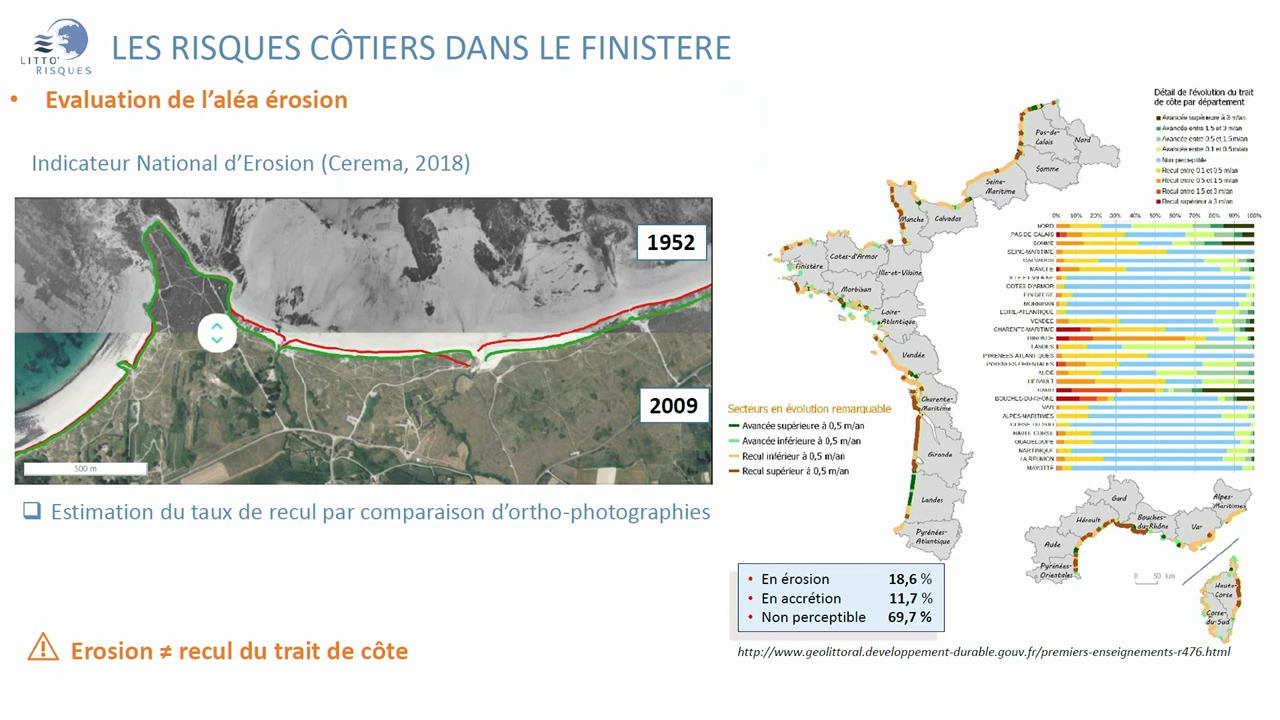 LITTO'
RISQUES
LES RISQUES CÔTIERS DANS LE FINISTERE
• Evaluation de l'aléa érosion
Indicateur National d'Erosion (Cerema, 2018)
1952
2009
500 m
❑ Estimation du taux de recul par comparaison d'ortho-photographies
Erosion ≠ recul du trait de côte
Détail de l'évolution du trait
de côte par département
Avancée supérieure à 3 m/an
Avancée entre 1.5 et 3 m/an
Avancée entre 0.5 et 1.5 m/an
Avancée entre 0.1 et 0.5m/an
Non perceptible
Recul entre 0.1 et 0.5 m/an
Recul entre 0.5 et 1.5 m/an
Recul entre 1.5 et 3 m/an
Recul supérieur à 3 m/an
0% 10% 20% 30% 40% 50% 60% 70% 80% 90% 100%
NORD
PAS DE CALAIS
SOMME
SEINE-MARITIME
CALVADOS
MANCHE
ILLE-ET-VILAINE
COTES D'ARMOR
FINISTERE
MORBIHAN
LOIRE-ATLANTIQUE
VENDEE
CHARENTE-MARITIME
GIRONDE
LANDES
PYRENEES ATLANTIQUES
PYRENEES-ORIENTALES
AUDE
HERAULT
GARD
BOUCHES-DU-RHONE
VAR
ALPES-MARITIMES
CORSE DU SUD
HAUTE CORSE
GUADELOUPE
MARTINIQUE
LA REUNION
MAYOTTE
Pas-de-
Calais
Nord
Somme
Seine-
Maritime
Manche
Calvados
Finistère
Cotes-d'Armor
Ille-et-Vilaine
Morbihan
Loire-
Atlantique
Vendée
Charente-
Maritime
Gironde
Landes
Pyrénées-
Atlantique
Secteurs en évolution remarquable
Avancée supérieure à 0,5 m/an
Avancée inférieure à 0,5 m/an
Recul inférieur à 0,5 m/an
Recul supérieur à 0,5 m/an
Gard
Hérault
Bouches-
du-Rhône
Var
Alpes-
Maritimes
Aude
Pyrénées-
Orientales
0 50 km
Haute-
Corse
Corse-
du-Sud
• En érosion 18,6 %
• En accrétion 11,7 %
• Non perceptible 69,7 %
http://www.geolittoral.developpement-durable.gouv.fr/premiers-enseignements-r476.html